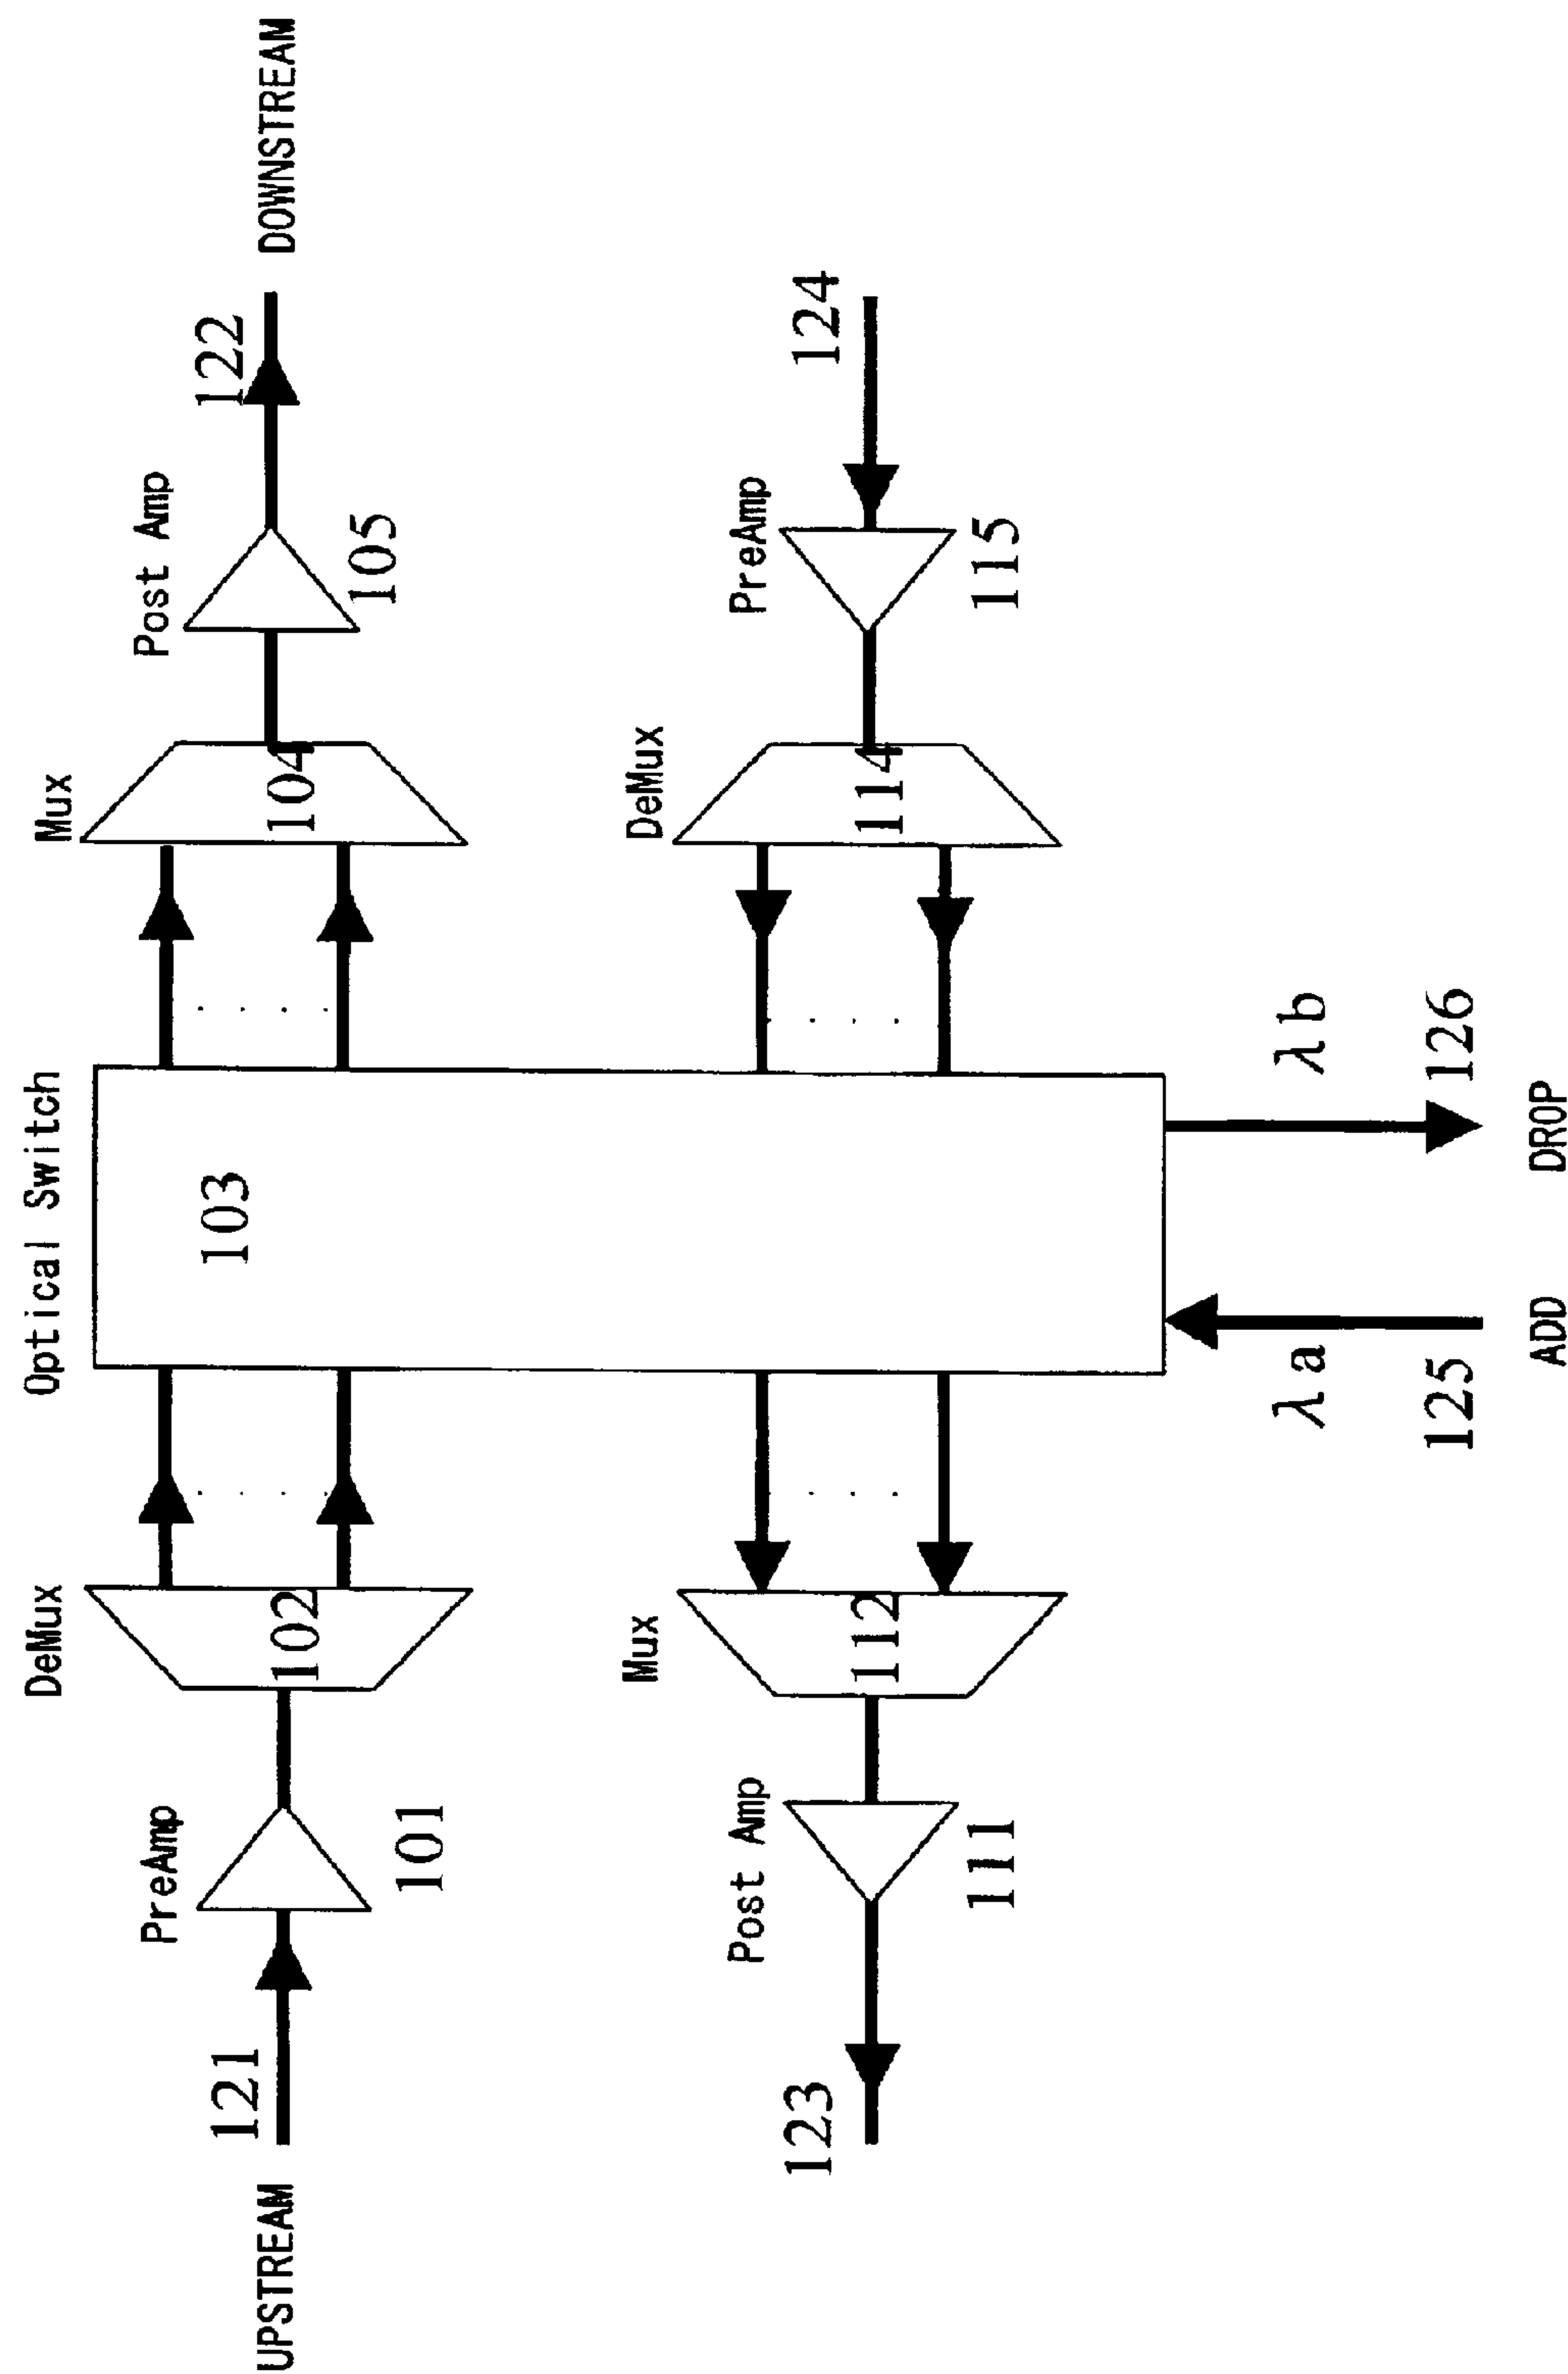 Optical Switch
DeMux
Mux
PreAmp
Post Amp
UPSTREAM
121
101
102
103
104
105
122
DOWNSTREAM
Mux
DeMux
Post Amp
PreAmp
123
111
112
114
115
124
λa
λb
125
126
ADD
DROP